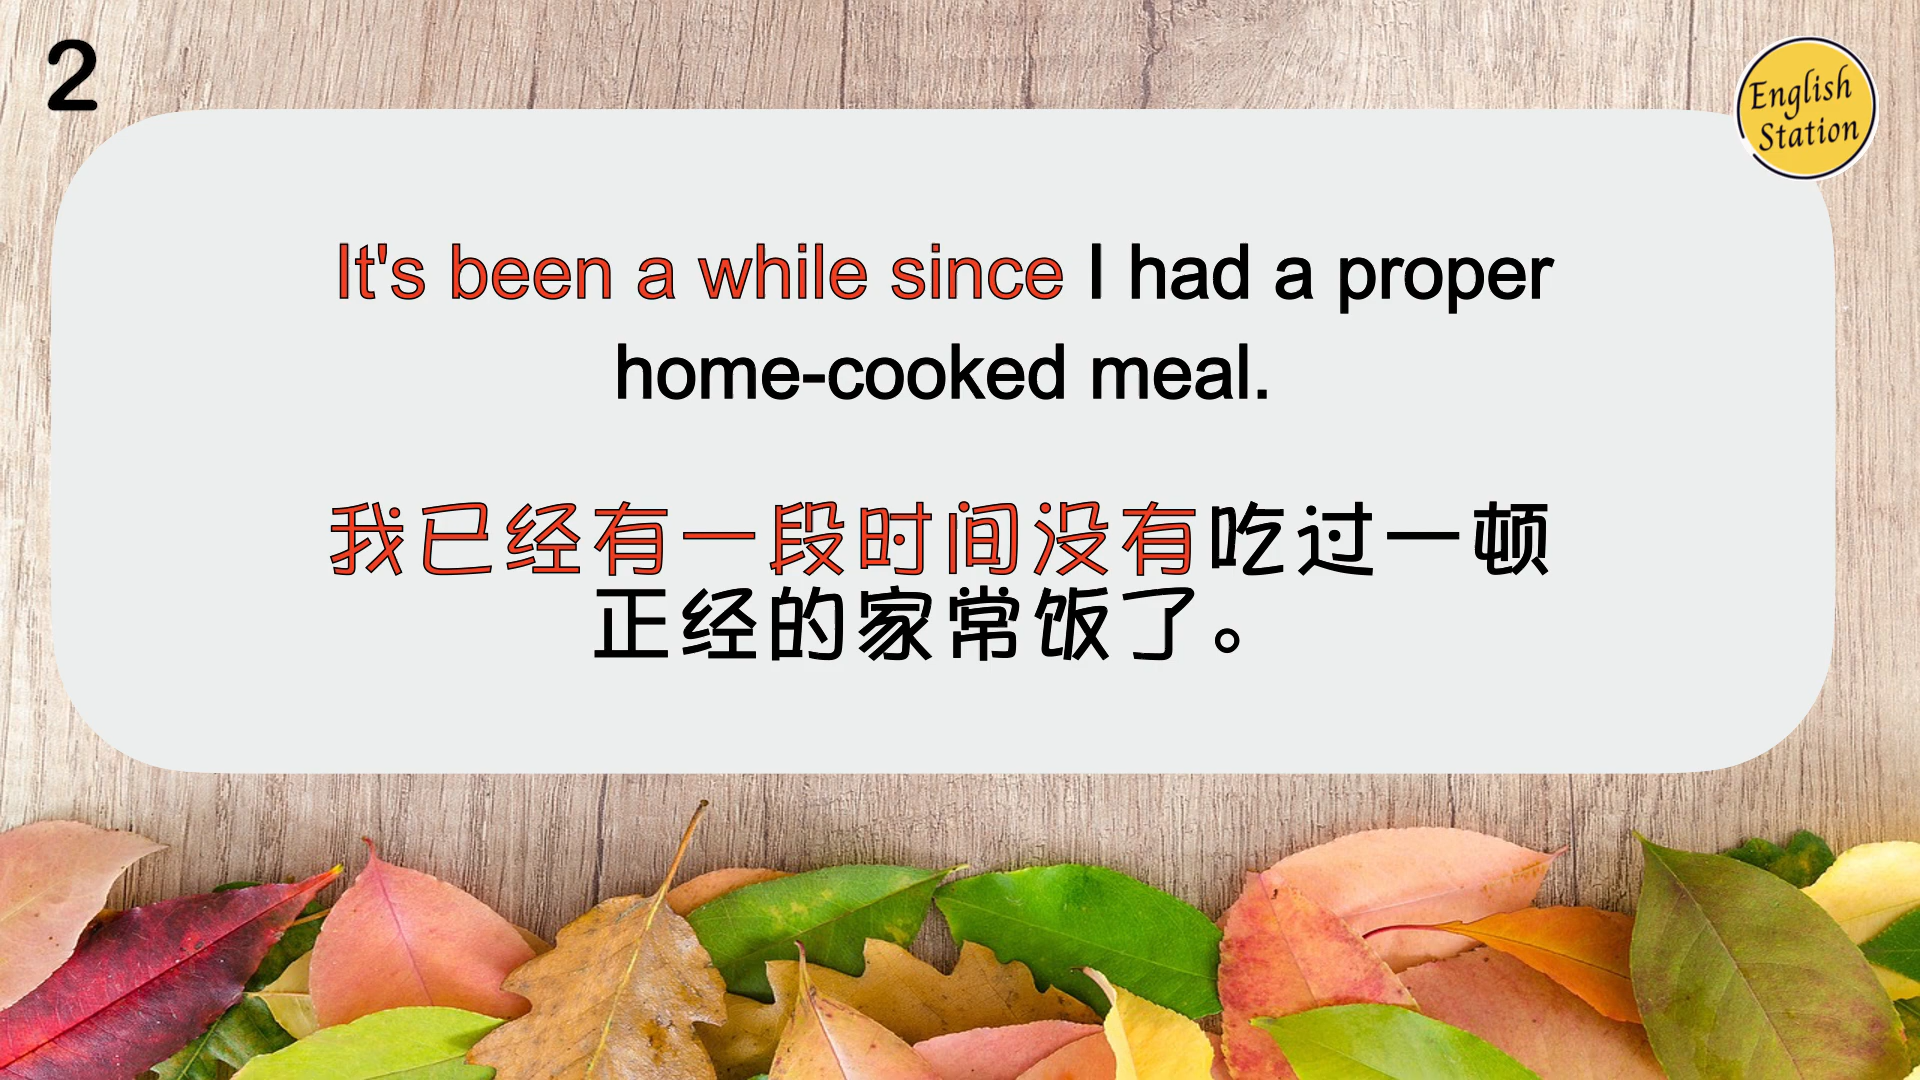 2
English
Station
It's been a while since I had a proper
home-cooked meal.
我已经有一段时间没有吃过一顿
正经的家常饭了。